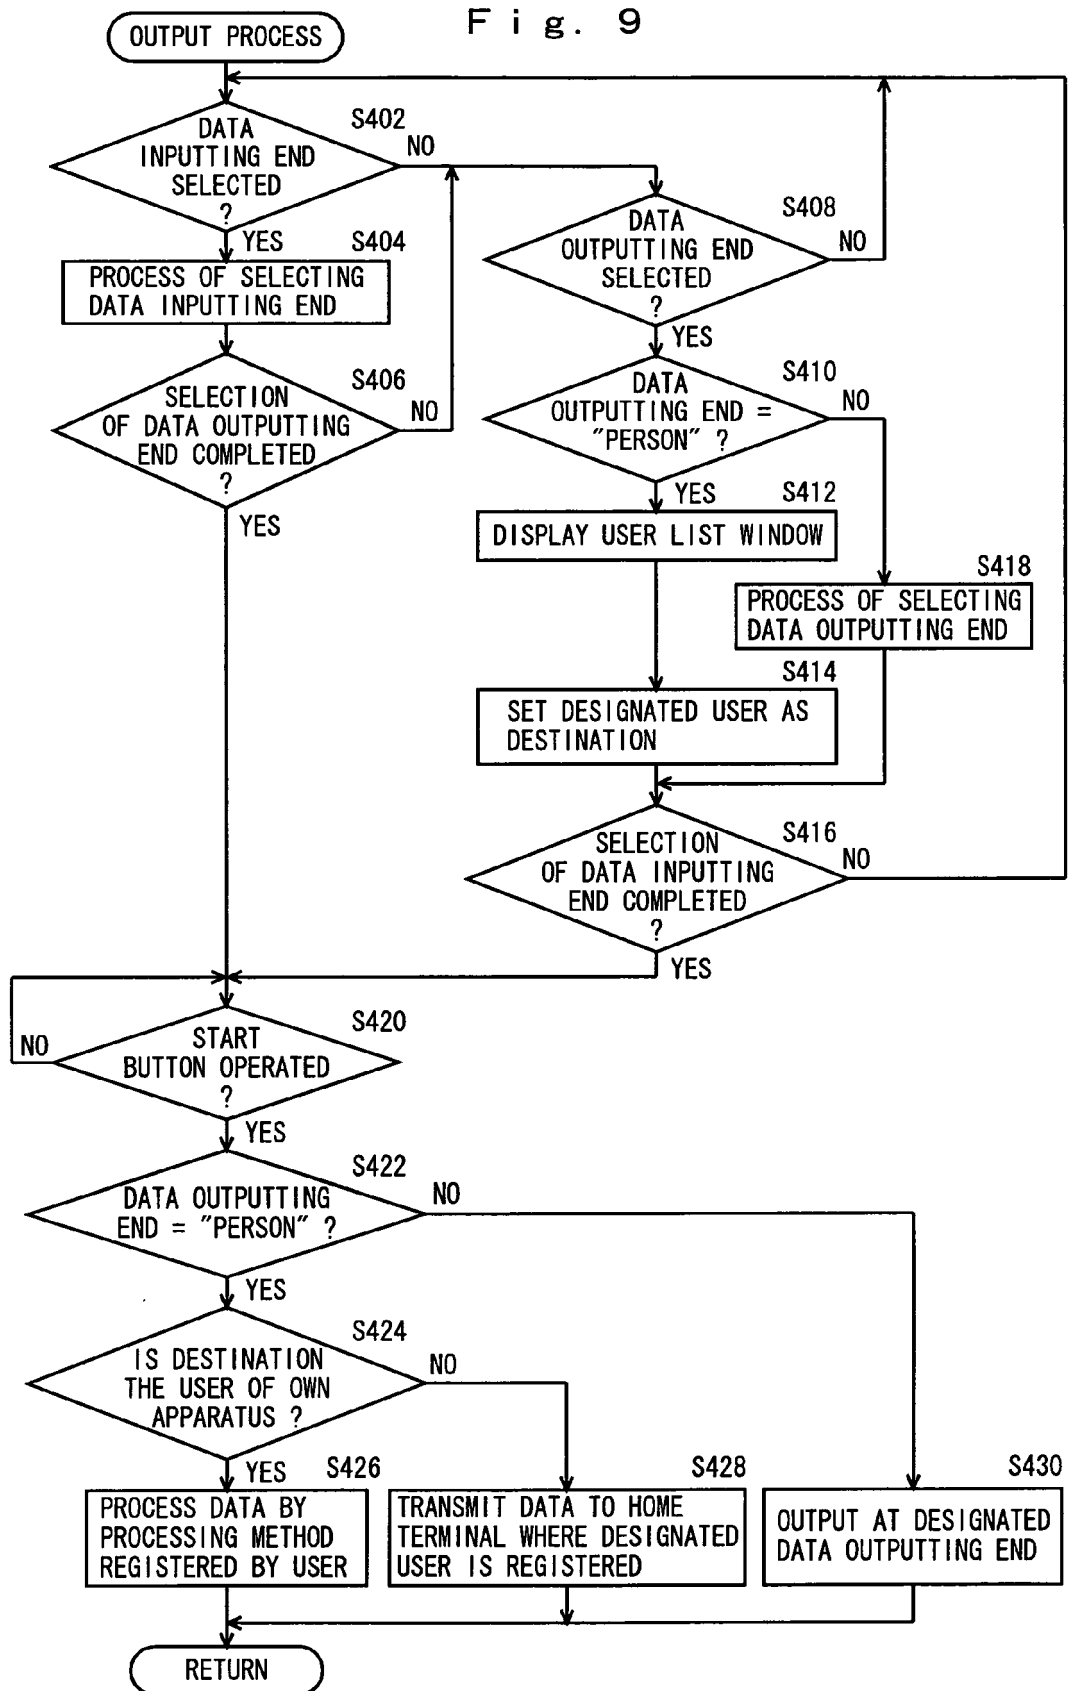 Fig. 9
OUTPUT PROCESS
S402
DATA
INPUTTING END
SELECTED
?
NO
YES
S404
PROCESS OF SELECTING
DATA INPUTTING END
S406
SELECTION
OF DATA OUTPUTTING
END COMPLETED
?
NO
YES
S408
DATA
OUTPUTTING END
SELECTED
?
NO
YES
S410
DATA
OUTPUTTING END =
"PERSON" ?
NO
YES
S412
DISPLAY USER LIST WINDOW
S418
PROCESS OF SELECTING
DATA OUTPUTTING END
S414
SET DESIGNATED USER AS
DESTINATION
S416
SELECTION
OF DATA INPUTTING
END COMPLETED
?
NO
YES
S420
START
BUTTON OPERATED
?
NO
YES
S422
DATA OUTPUTTING
END = "PERSON" ?
NO
YES
S424
IS DESTINATION
THE USER OF OWN
APPARATUS ?
NO
YES
S426
PROCESS DATA BY
PROCESSING METHOD
REGISTERED BY USER
S428
TRANSMIT DATA TO HOME
TERMINAL WHERE DESIGNATED
USER IS REGISTERED
S430
OUTPUT AT DESIGNATED
DATA OUTPUTTING END
RETURN